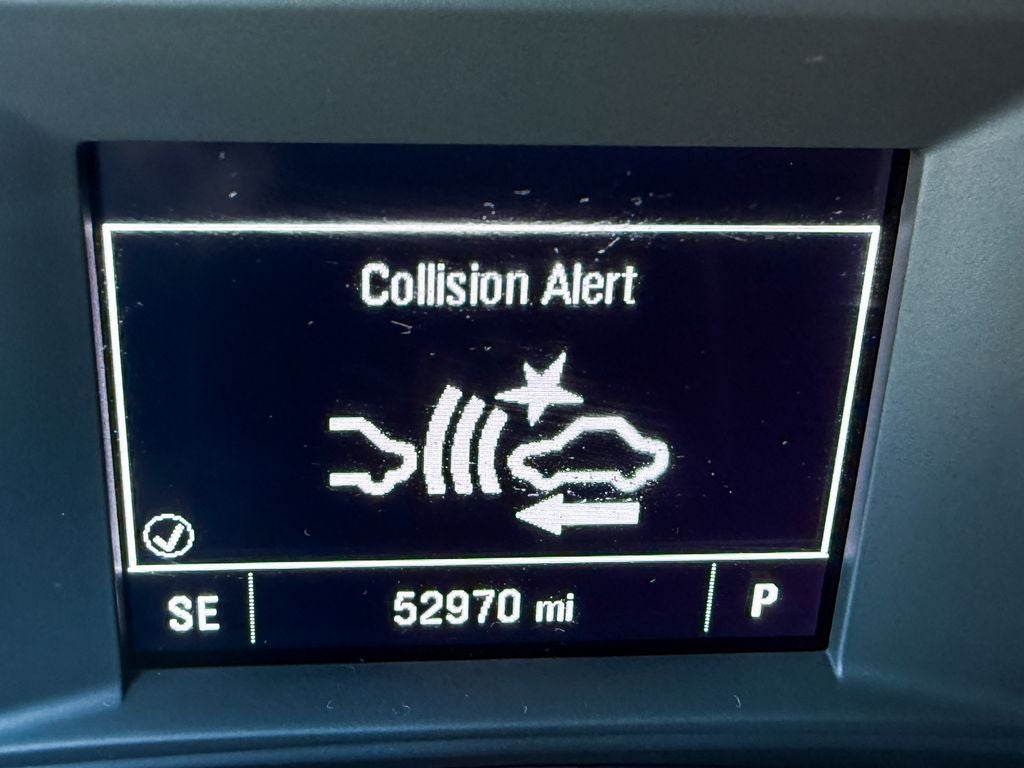 Collision Alert
SE
52970 mi
P